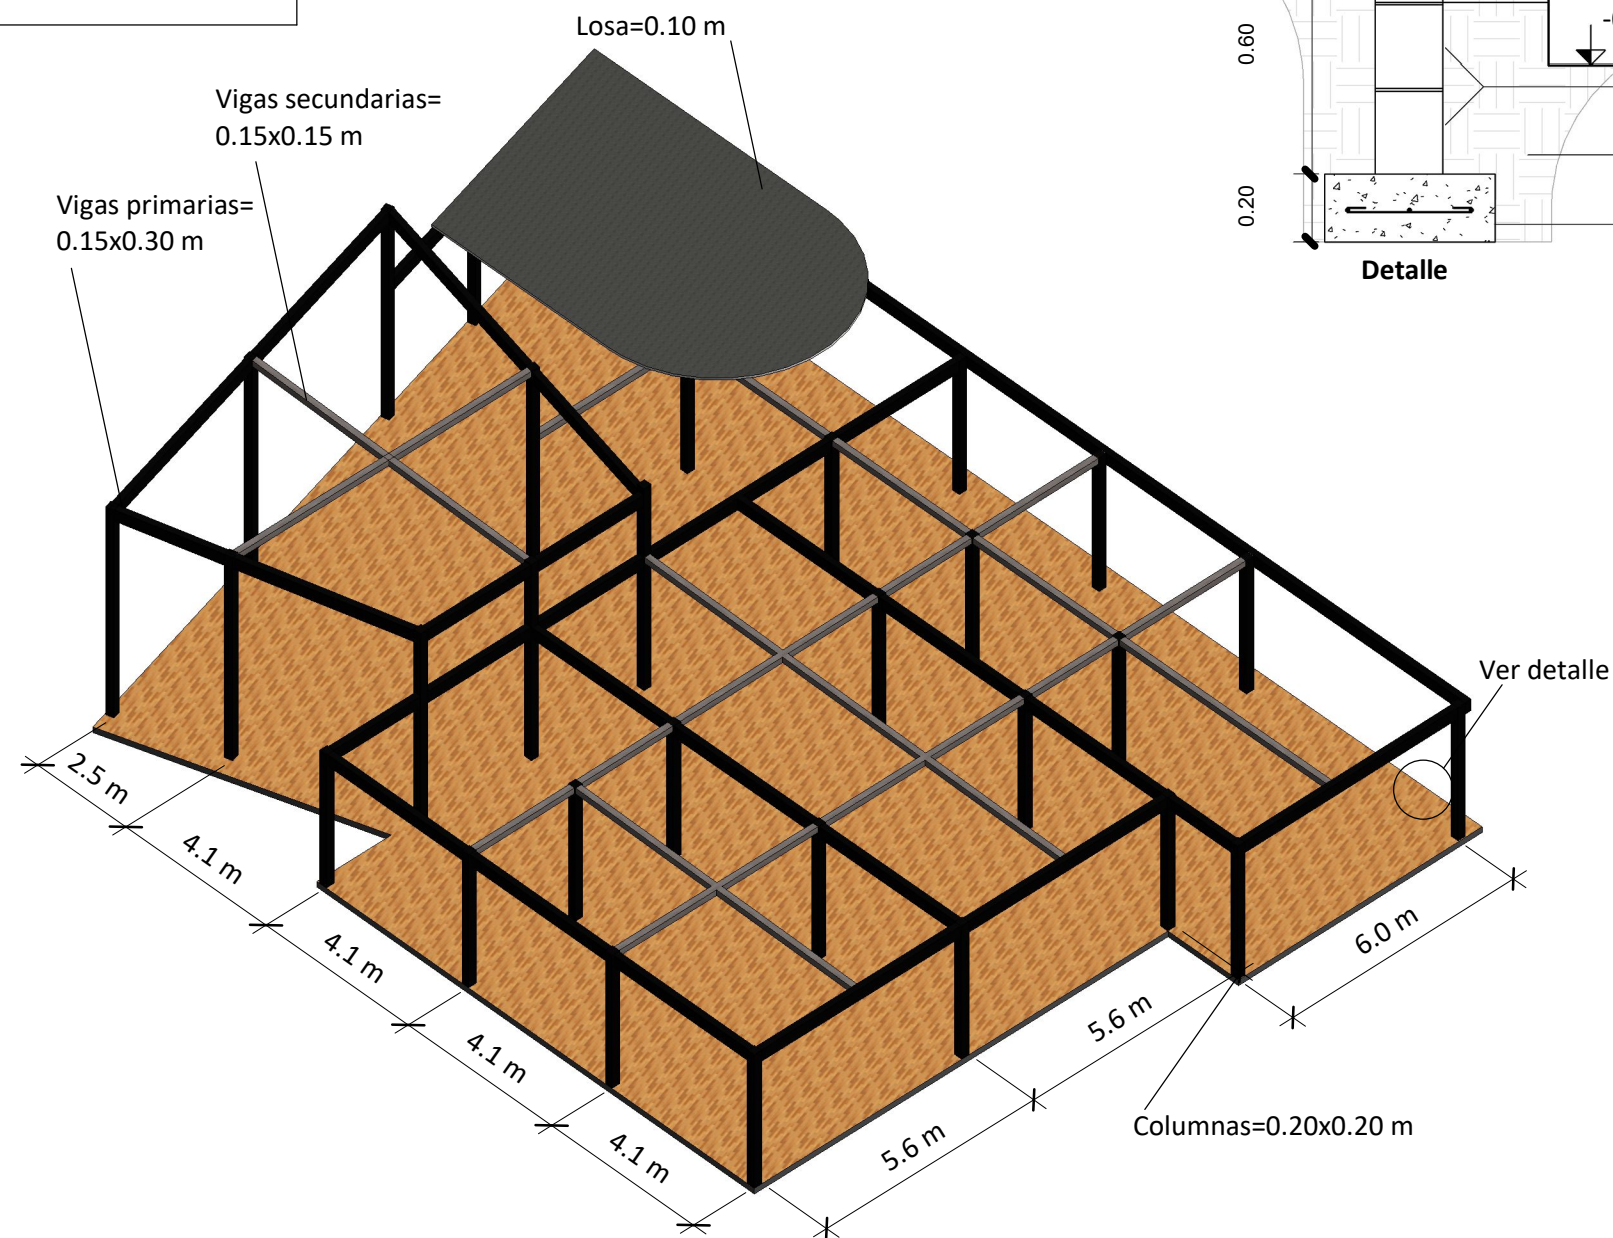 Losa=0.10 m
Vigas secundarias=
0.15x0.15 m
Vigas primarias=
0.15x0.30 m
0.60
0.20
Detalle
Ver detalle
2.5 m
4.1 m
4.1 m
4.1 m
4.1 m
5.6 m
5.6 m
6.0 m
Columnas=0.20x0.20 m